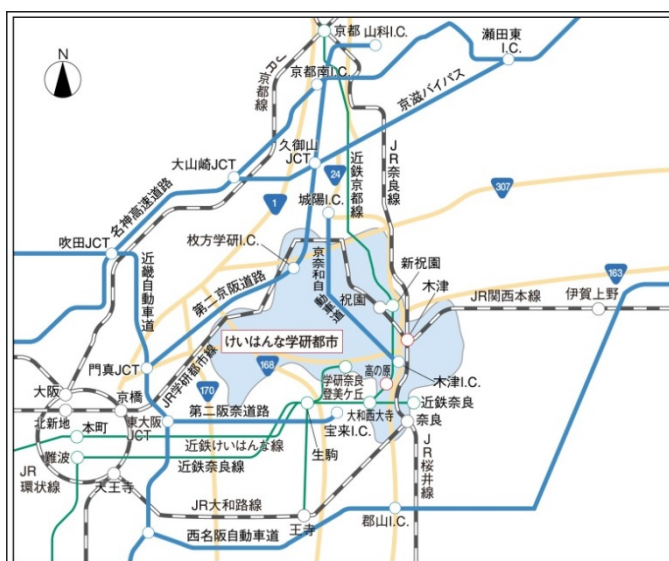 京都
山科I.C.
瀬田東
I.C.
N
JR京都線
京都南I.C.
京滋バイパス
久御山
JCT
大山崎JCT
近鉄京都線
JR奈良線
24
307
1
城陽I.C.
名神高速道路
吹田JCT
枚方学研I.C.
京奈和自動車道
新祝園
163
近畿自動車道
第二京阪道路
祝園
木津
JR関西本線
伊賀上野
けいはんな学研都市
門真JCT
JR学研都市線
168
高の原
木津I.C.
大阪
京橋
170
学研奈良
登美ケ丘
北新地
東大阪
JCT
第二阪奈道路
大和西大寺
近鉄奈良
本町
近鉄けいはんな線
宝来I.C.
奈良
難波
近鉄奈良線
生駒
JR
環状線
天王寺
JR大和路線
JR桜井線
王寺
郡山I.C.
西名阪自動車道